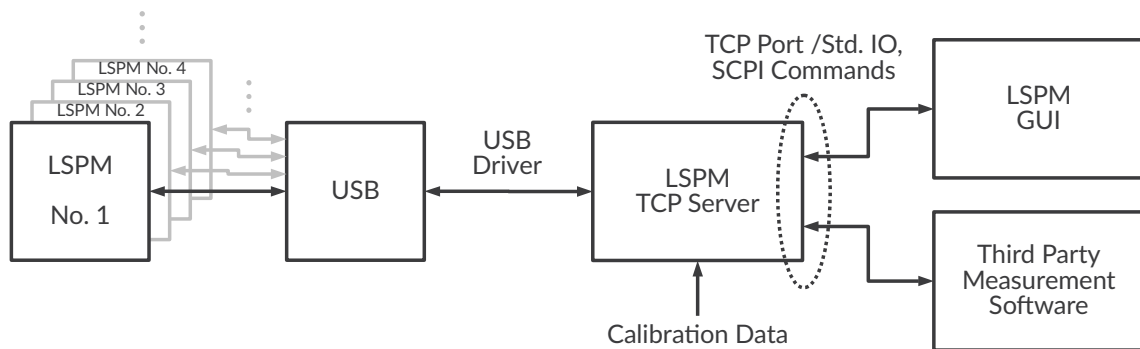 LSPM No. 4
LSPM No. 3
LSPM No. 2
LSPM
No. 1
USB
USB
Driver
LSPM
TCP Server
Calibration Data
TCP Port /Std. IO,
SCPI Commands
LSPM
GUI
Third Party
Measurement
Software